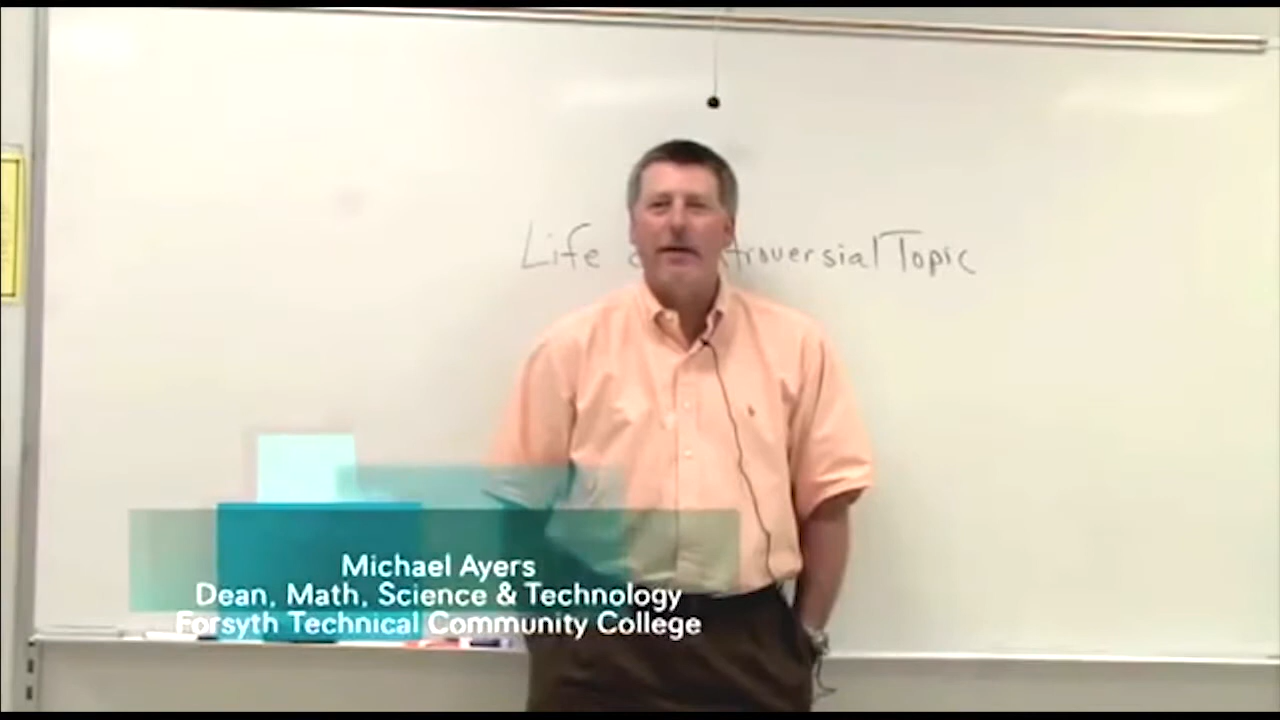 Life troversial Topic
Michael Ayers
Dean, Math, Science & Technology
Forsyth Technical Community College